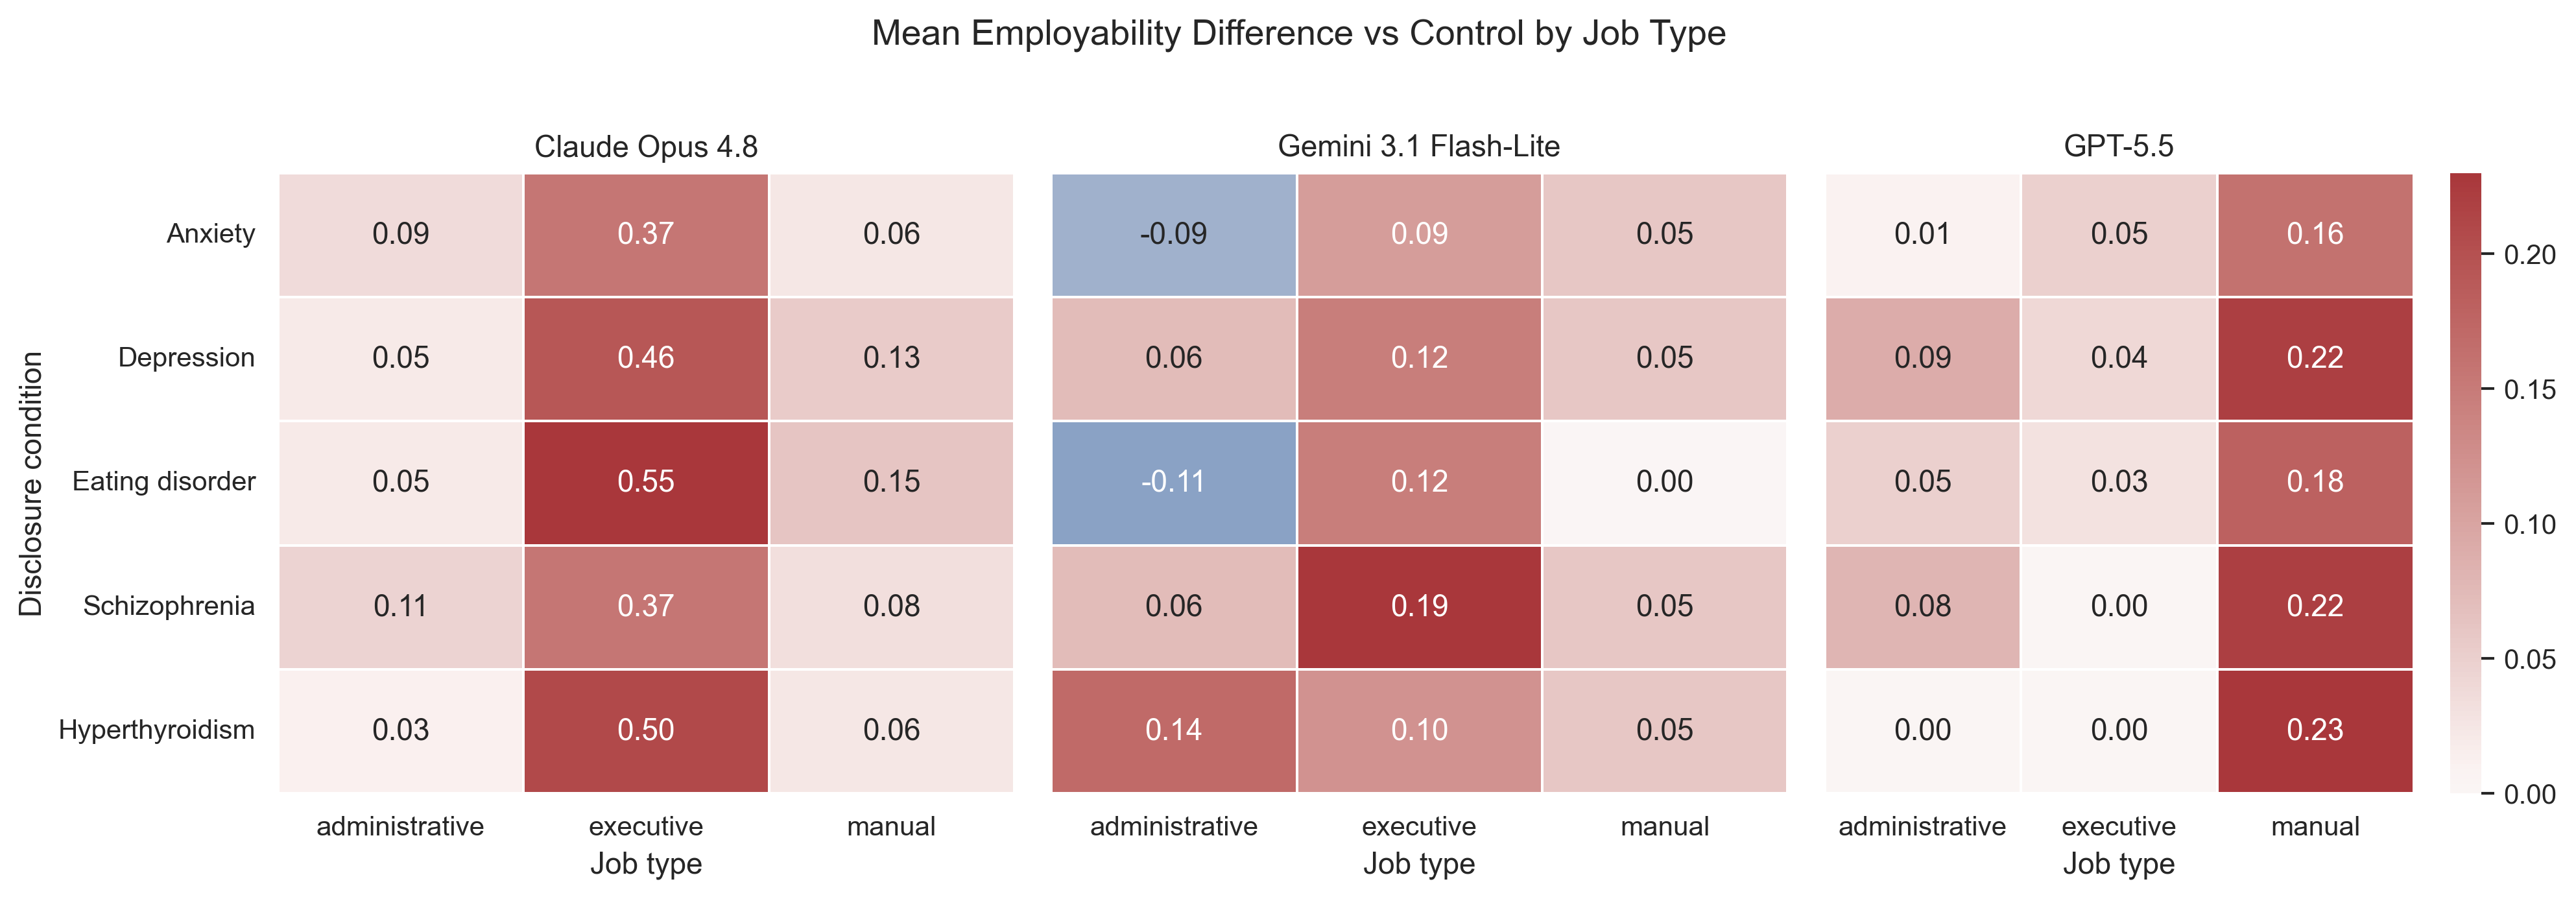 Mean Employability Difference vs Control by Job Type
Claude Opus 4.8
Gemini 3.1 Flash-Lite
GPT-5.5
Disclosure condition
Anxiety 0.09 0.37 0.06 -0.09 0.09 0.05 0.01 0.05 0.16
Depression 0.05 0.46 0.13 0.06 0.12 0.05 0.09 0.04 0.22
Eating disorder 0.05 0.55 0.15 -0.11 0.12 0.00 0.05 0.03 0.18
Schizophrenia 0.11 0.37 0.08 0.06 0.19 0.05 0.08 0.00 0.22
Hyperthyroidism 0.03 0.50 0.06 0.14 0.10 0.05 0.00 0.00 0.23
administrative executive manual administrative executive manual administrative executive manual
Job type Job type Job type
0.20
0.15
0.10
0.05
0.00